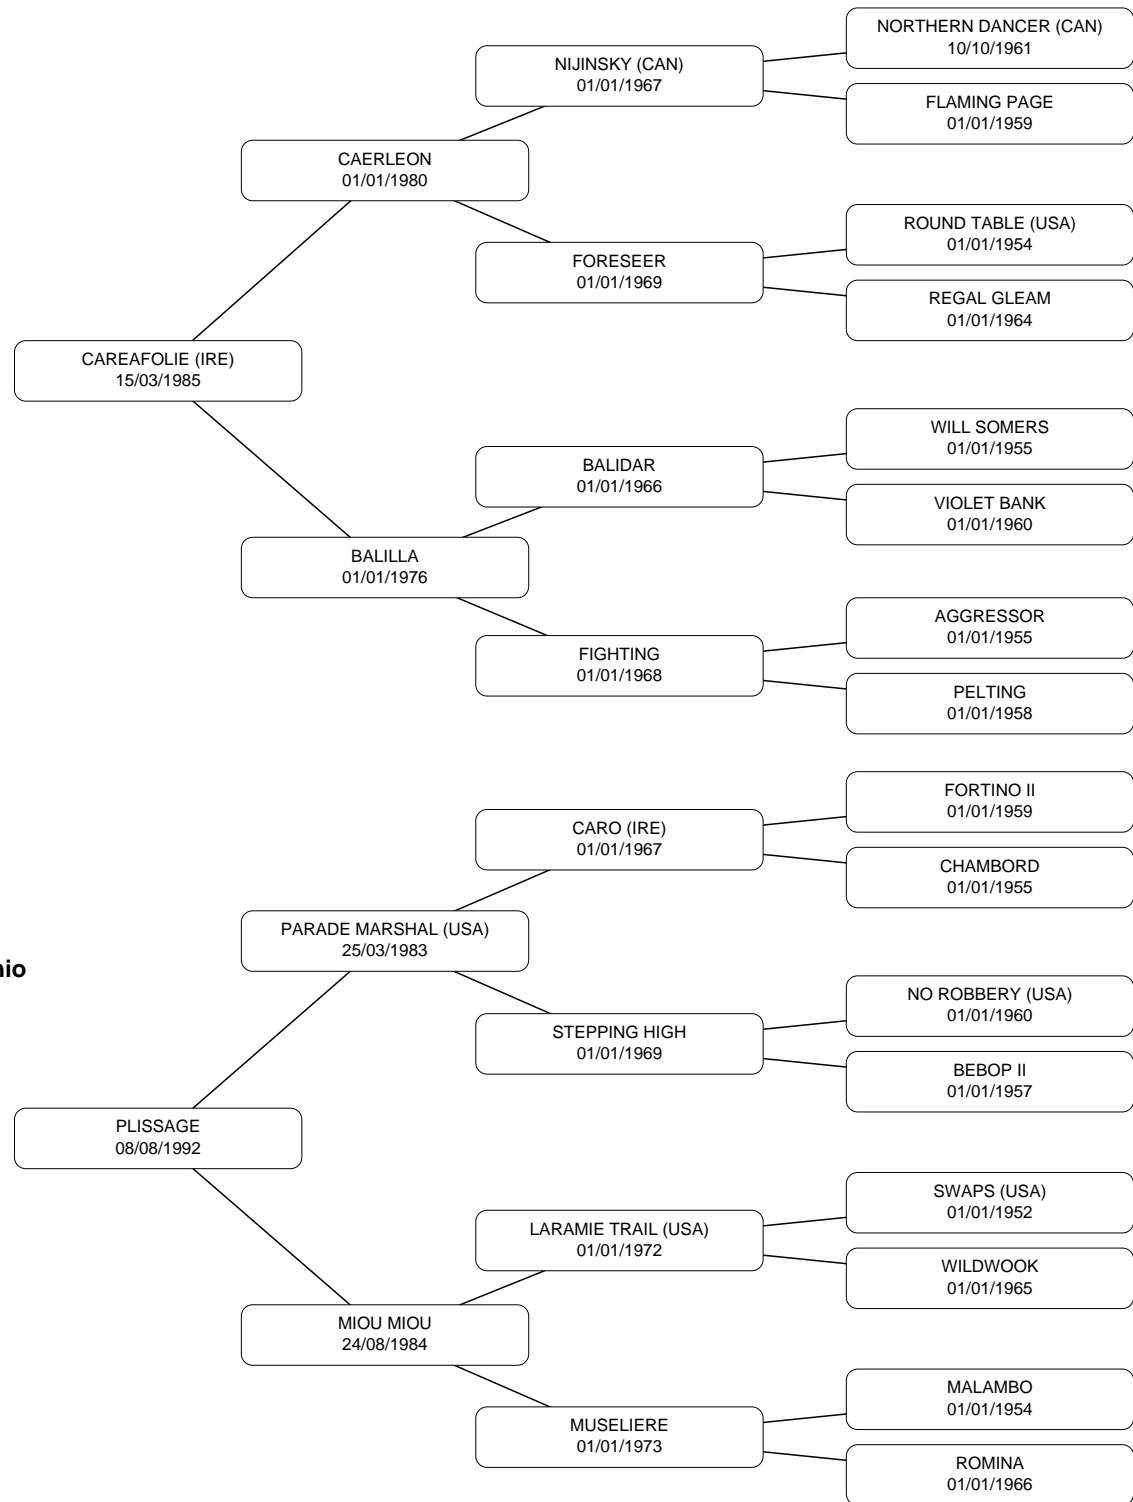 NORTHERN DANCER (CAN)
10/10/1961
NIJINSKY (CAN)
01/01/1967
FLAMING PAGE
01/01/1959
CAERLEON
01/01/1980
ROUND TABLE (USA)
01/01/1954
FORESEER
01/01/1969
REGAL GLEAM
01/01/1964
CAREAFOLIE (IRE)
15/03/1985
WILL SOMERS
01/01/1955
BALIDAR
01/01/1966
VIOLET BANK
01/01/1960
BALILLA
01/01/1976
AGGRESSOR
01/01/1955
FIGHTING
01/01/1968
PELTING
01/01/1958
FORTINO II
01/01/1959
CARO (IRE)
01/01/1967
CHAMBORD
01/01/1955
PARADE MARSHAL (USA)
25/03/1983
nio
NO ROBBERY (USA)
01/01/1960
STEPPING HIGH
01/01/1969
BEBOP II
01/01/1957
PLISSAGE
08/08/1992
SWAPS (USA)
01/01/1952
LARAMIE TRAIL (USA)
01/01/1972
WILDWOOK
01/01/1965
MIOU MIOU
24/08/1984
MALAMBO
01/01/1954
MUSELIERE
01/01/1973
ROMINA
01/01/1966